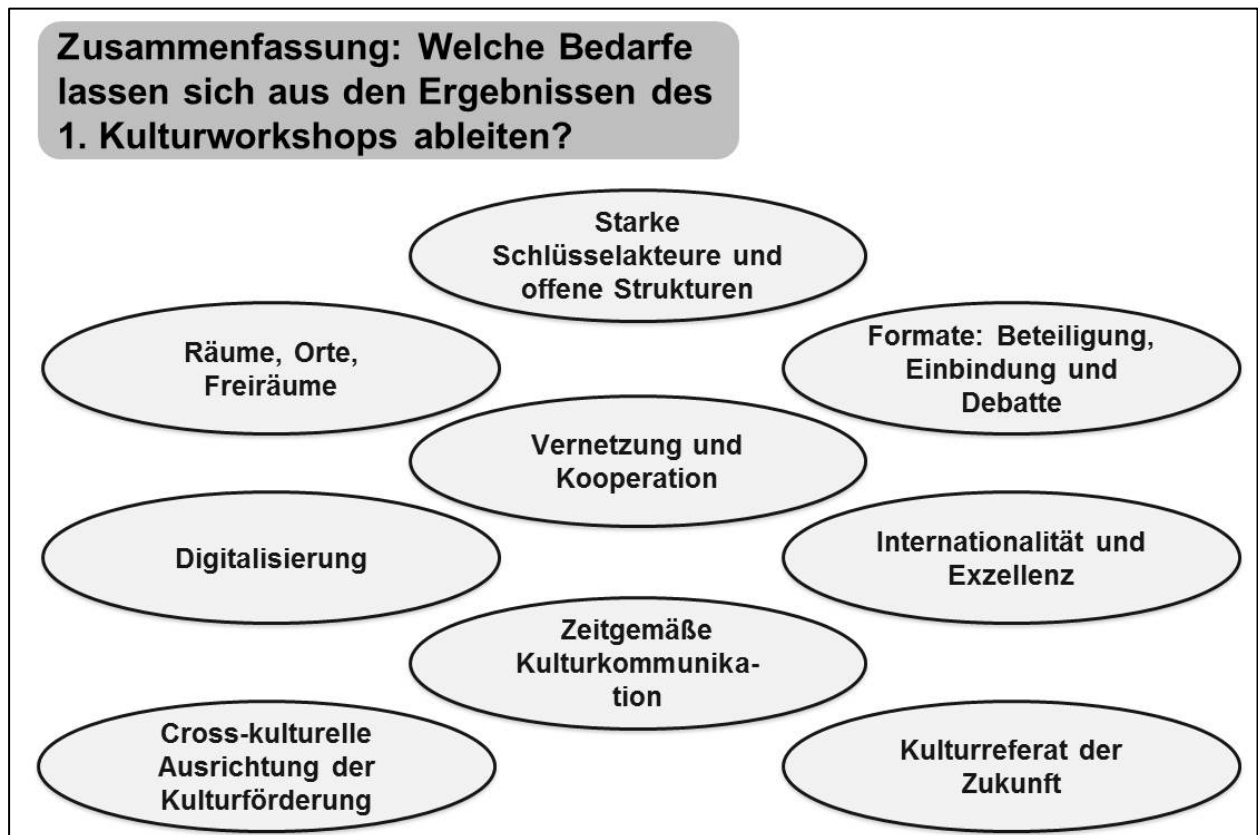 Zusammenfassung: Welche Bedarfe
lassen sich aus den Ergebnissen des
1. Kulturworkshops ableiten?
Starke
Schlüsselakteure und
offene Strukturen
Räume, Orte,
Freiräume
Formate: Beteiligung,
Einbindung und
Debatte
Vernetzung und
Kooperation
Digitalisierung
Internationalität und
Exzellenz
Zeitgemäße
Kulturkommunika-
tion
Cross-kulturelle
Ausrichtung der
Kulturförderung
Kulturreferat der
Zukunft